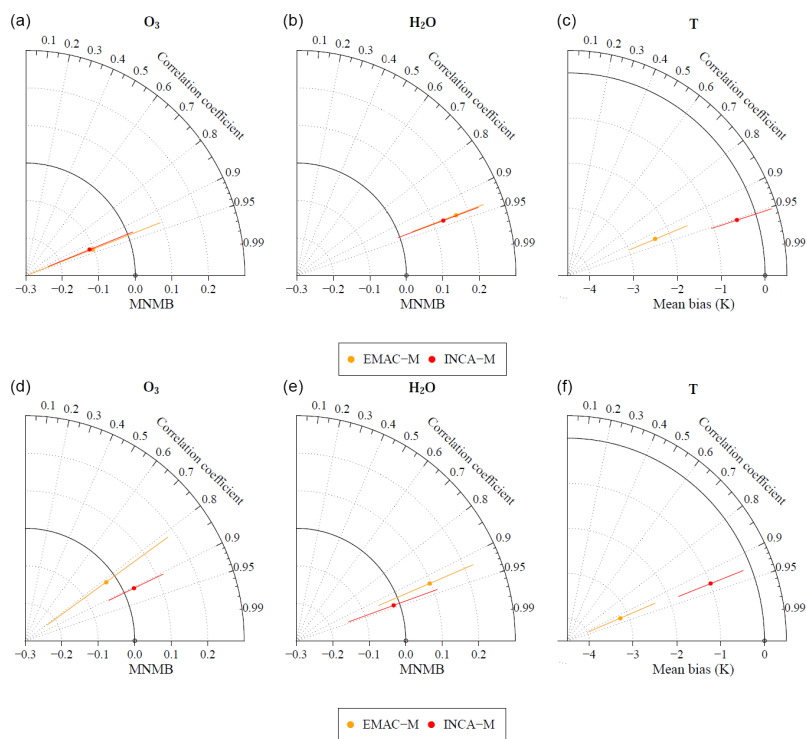 (a) O₃
0.1 0.2 0.3 0.4 0.5 0.6 0.7 0.8 0.9 0.95 0.99
Correlation coefficient
−0.3 −0.2 −0.1 0.0 0.1 0.2
MNMB
(b) H₂O
0.1 0.2 0.3 0.4 0.5 0.6 0.7 0.8 0.9 0.95 0.99
Correlation coefficient
−0.3 −0.2 −0.1 0.0 0.1 0.2
MNMB
(c) T
0.1 0.2 0.3 0.4 0.5 0.6 0.7 0.8 0.9 0.95 0.99
Correlation coefficient
−4 −3 −2 −1 0
Mean bias (K)
EMAC−M INCA−M
(d) O₃
0.1 0.2 0.3 0.4 0.5 0.6 0.7 0.8 0.9 0.95 0.99
Correlation coefficient
−0.3 −0.2 −0.1 0.0 0.1 0.2
MNMB
(e) H₂O
0.1 0.2 0.3 0.4 0.5 0.6 0.7 0.8 0.9 0.95 0.99
Correlation coefficient
−0.3 −0.2 −0.1 0.0 0.1 0.2
MNMB
(f) T
0.1 0.2 0.3 0.4 0.5 0.6 0.7 0.8 0.9 0.95 0.99
Correlation coefficient
−4 −3 −2 −1 0
Mean bias (K)
EMAC−M INCA−M